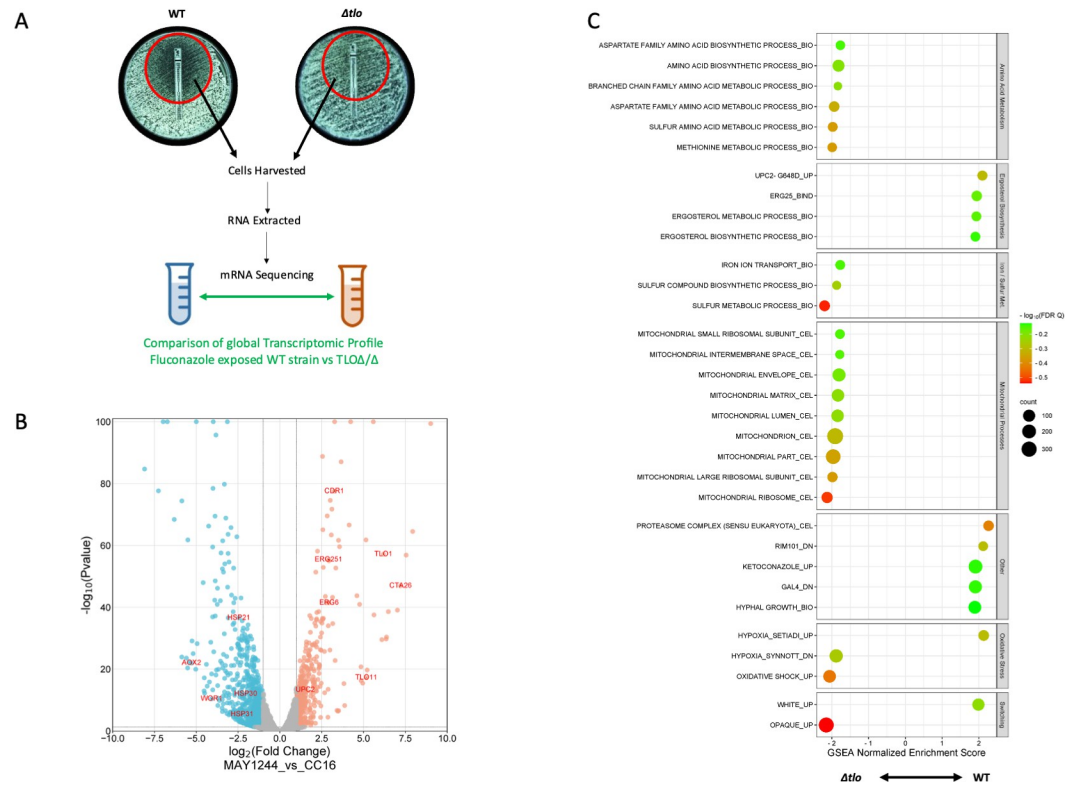 A
WT
Δtlo
Cells Harvested
RNA Extracted
mRNA Sequencing
Comparison of global Transcriptomic Profile
Fluconazole exposed WT strain vs TLOΔ/Δ
B
100
80
60
40
20
0
-log10(Pvalue)
CDR1
TLO1
ERG251
CTA26
ERG6
HSP21
AOX2
TLO11
UPC2
HSP30
WOR1
HSP31
−10.0
−7.5
−5.0
−2.5
0.0
2.5
5.0
7.5
10.0
log2(Fold Change)
MAY1244_vs_CC16
C
ASPARTATE FAMILY AMINO ACID BIOSYNTHETIC PROCESS_BIO
AMINO ACID BIOSYNTHETIC PROCESS_BIO
BRANCHED CHAIN FAMILY AMINO ACID METABOLIC PROCESS_BIO
ASPARTATE FAMILY AMINO ACID METABOLIC PROCESS_BIO
SULFUR AMINO ACID METABOLIC PROCESS_BIO
METHIONINE METABOLIC PROCESS_BIO
Amino Acid Metabolism
UPC2- G648D_UP
ERG25_BIND
ERGOSTEROL METABOLIC PROCESS_BIO
ERGOSTEROL BIOSYNTHETIC PROCESS_BIO
Ergosterol Biosynthesis
IRON ION TRANSPORT_BIO
SULFUR COMPOUND BIOSYNTHETIC PROCESS_BIO
SULFUR METABOLIC PROCESS_BIO
Iron / Sulfur Met.
MITOCHONDRIAL SMALL RIBOSOMAL SUBUNIT_CEL
MITOCHONDRIAL INTERMEMBRANE SPACE_CEL
MITOCHONDRIAL ENVELOPE_CEL
MITOCHONDRIAL MATRIX_CEL
MITOCHONDRIAL LUMEN_CEL
MITOCHONDRION_CEL
MITOCHONDRIAL PART_CEL
MITOCHONDRIAL LARGE RIBOSOMAL SUBUNIT_CEL
MITOCHONDRIAL RIBOSOME_CEL
Mitochondrial Processes
PROTEASOME COMPLEX (SENSU EUKARYOTA)_CEL
RIM101_DN
KETOCONAZOLE_UP
GAL4_DN
HYPHAL GROWTH_BIO
Other
HYPOXIA_SETIADI_UP
HYPOXIA_SYNNOTT_DN
OXIDATIVE SHOCK_UP
Oxidative Stress
WHITE_UP
OPAQUE_UP
Switching
- 2
- 1
0
1
2
GSEA Normalized Enrichment Score
Δtlo
WT
- log10(FDR Q)
- 0.2
- 0.3
- 0.4
- 0.5
count
100
200
300